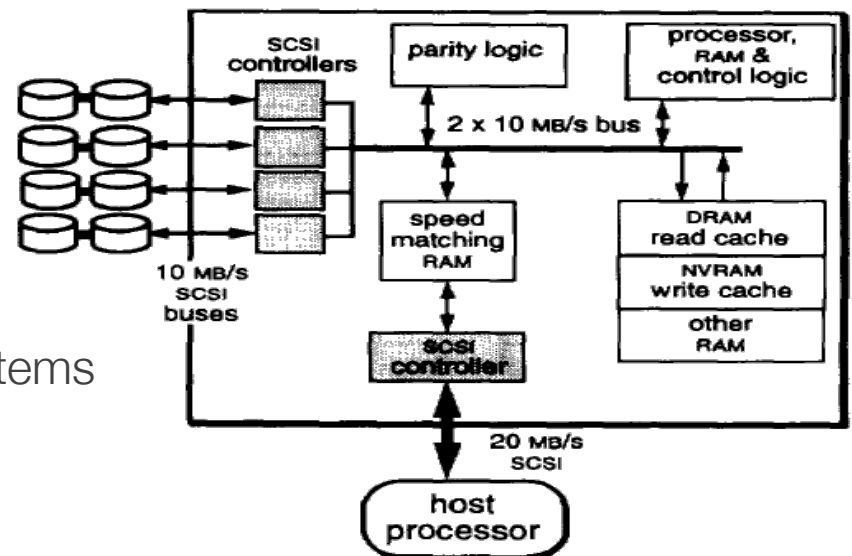 SCSI
controllers
parity logic
processor,
RAM &
control logic
2 x 10 MB/s bus
speed
matching
RAM
DRAM
read cache
NVRAM
write cache
other
RAM
10 MB/s
SCSI
buses
SCSI
controller
tems
20 MB/s
SCSI
host
processor